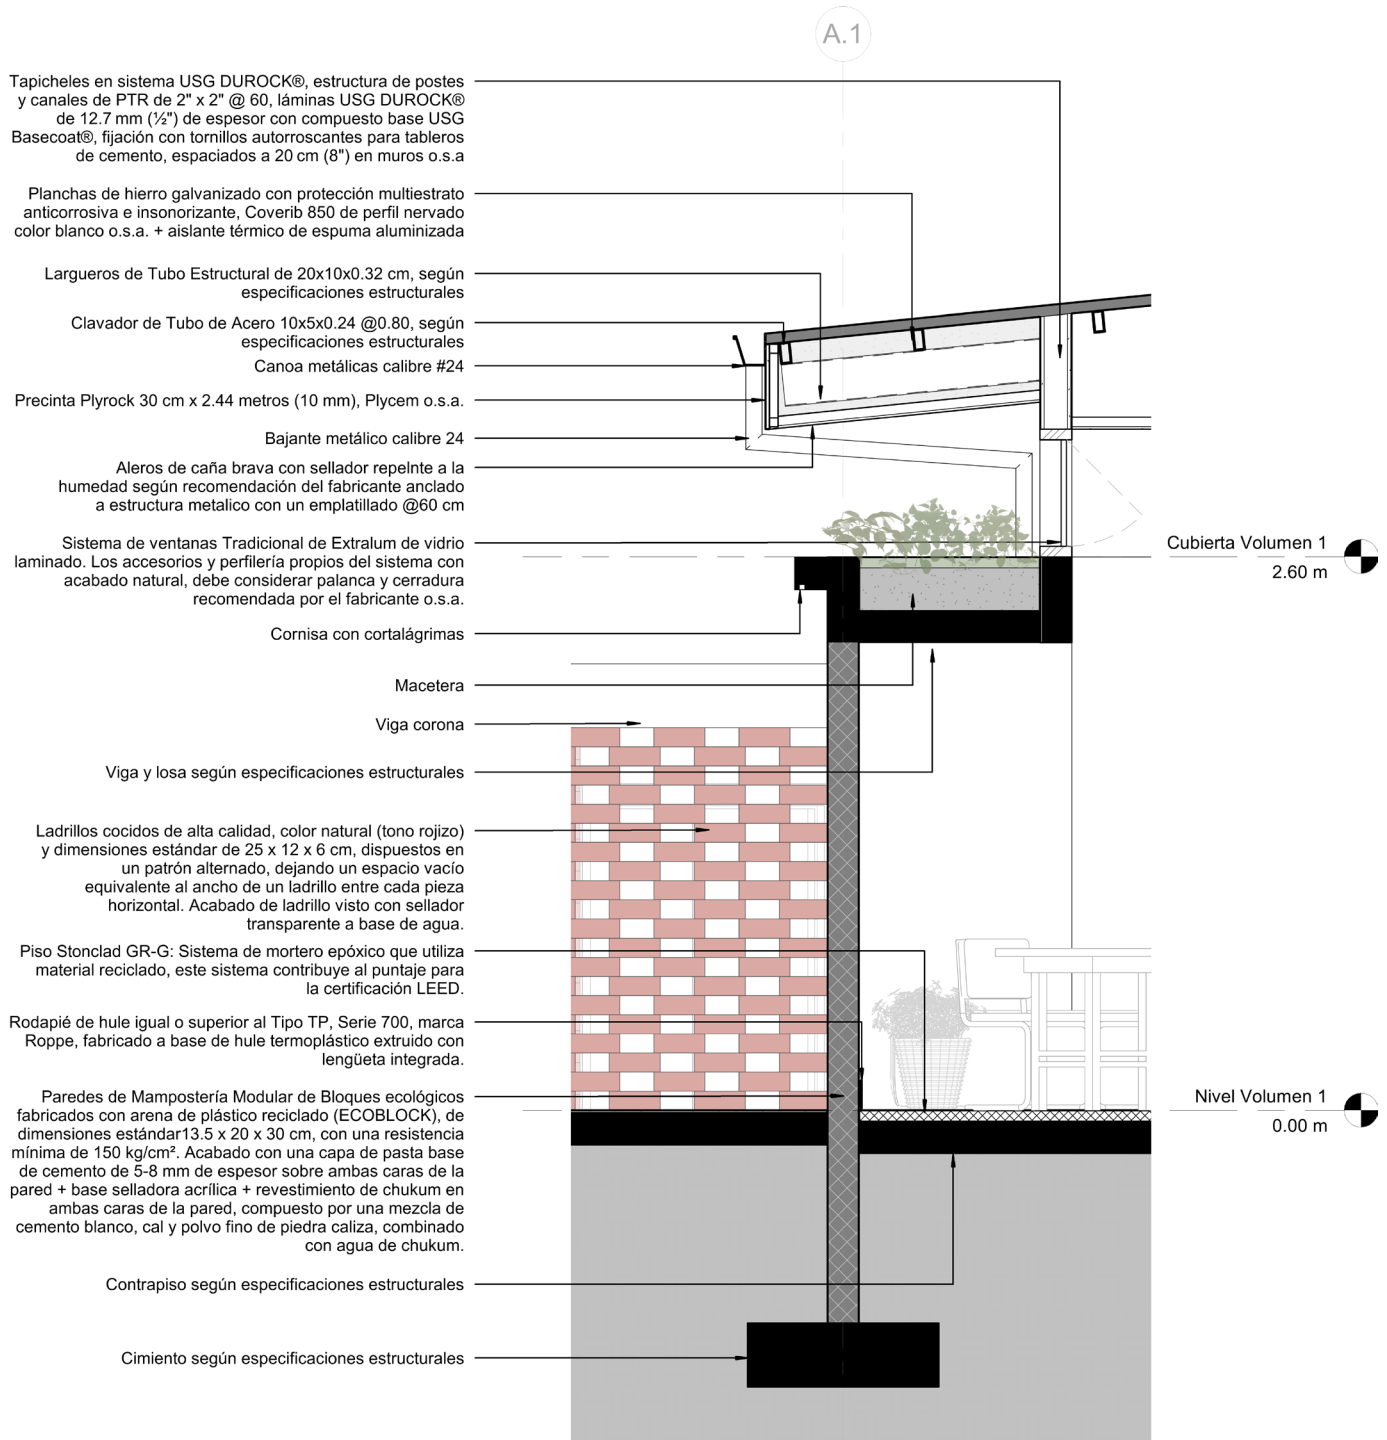 A.1
Tapicheles en sistema USG DUROCK®, estructura de postes
y canales de PTR de 2" x 2" @ 60, láminas USG DUROCK®
de 12.7 mm (½") de espesor con compuesto base USG
Basecoat®, fijación con tornillos autorroscantes para tableros
de cemento, espaciados a 20 cm (8") en muros o.s.a
Planchas de hierro galvanizado con protección multiestrato
anticorrosiva e insonorizante, Coverib 850 de perfil nervado
color blanco o.s.a. + aislante térmico de espuma aluminizada
Largueros de Tubo Estructural de 20x10x0.32 cm, según
especificaciones estructurales
Clavador de Tubo de Acero 10x5x0.24 @0.80, según
especificaciones estructurales
Canoa metálicas calibre #24
Precinta Plyrock 30 cm x 2.44 metros (10 mm), Plycem o.s.a.
Bajante metálico calibre 24
Aleros de caña brava con sellador repelnte a la
humedad según recomendación del fabricante anclado
a estructura metalico con un emplatillado @60 cm
Sistema de ventanas Tradicional de Extralum de vidrio
laminado. Los accesorios y perfilería propios del sistema con
acabado natural, debe considerar palanca y cerradura
recomendada por el fabricante o.s.a.
Cubierta Volumen 1
2.60 m
Cornisa con cortalágrimas
Macetera
Viga corona
Viga y losa según especificaciones estructurales
Ladrillos cocidos de alta calidad, color natural (tono rojizo)
y dimensiones estándar de 25 x 12 x 6 cm, dispuestos en
un patrón alternado, dejando un espacio vacío
equivalente al ancho de un ladrillo entre cada pieza
horizontal. Acabado de ladrillo visto con sellador
transparente a base de agua.
Piso Stonclad GR-G: Sistema de mortero epóxico que utiliza
material reciclado, este sistema contribuye al puntaje para
la certificación LEED.
Rodapié de hule igual o superior al Tipo TP, Serie 700, marca
Roppe, fabricado a base de hule termoplástico extruido con
lengüeta integrada.
Paredes de Mampostería Modular de Bloques ecológicos
fabricados con arena de plástico reciclado (ECOBLOCK), de
dimensiones estándar13.5 x 20 x 30 cm, con una resistencia
mínima de 150 kg/cm². Acabado con una capa de pasta base
de cemento de 5-8 mm de espesor sobre ambas caras de la
pared + base selladora acrílica + revestimiento de chukum en
ambas caras de la pared, compuesto por una mezcla de
cemento blanco, cal y polvo fino de piedra caliza, combinado
con agua de chukum.
Nivel Volumen 1
0.00 m
Contrapiso según especificaciones estructurales
Cimiento según especificaciones estructurales